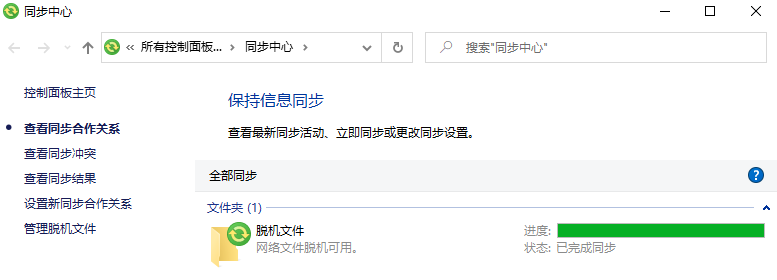 同步中心
« 所有控制面板... > 同步中心 >
搜索"同步中心"
控制面板主页
查看同步合作关系
查看同步冲突
查看同步结果
设置新同步合作关系
管理脱机文件
保持信息同步
查看最新同步活动、立即同步或更改同步设置。
全部同步
文件夹 (1)
脱机文件
网络文件脱机可用。
进度:
状态: 已完成同步